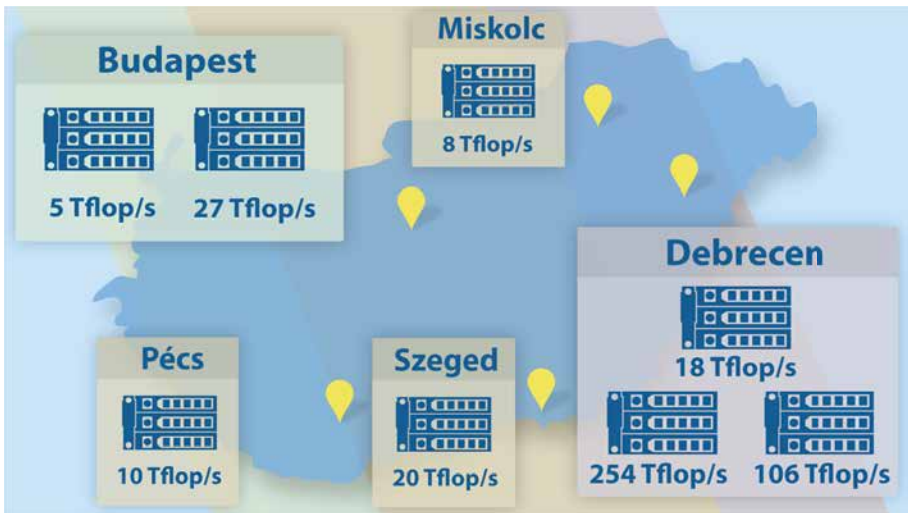 Budapest
5 Tflop/s 27 Tflop/s
Miskolc
8 Tflop/s
Debrecen
18 Tflop/s
254 Tflop/s 106 Tflop/s
Pécs
10 Tflop/s
Szeged
20 Tflop/s